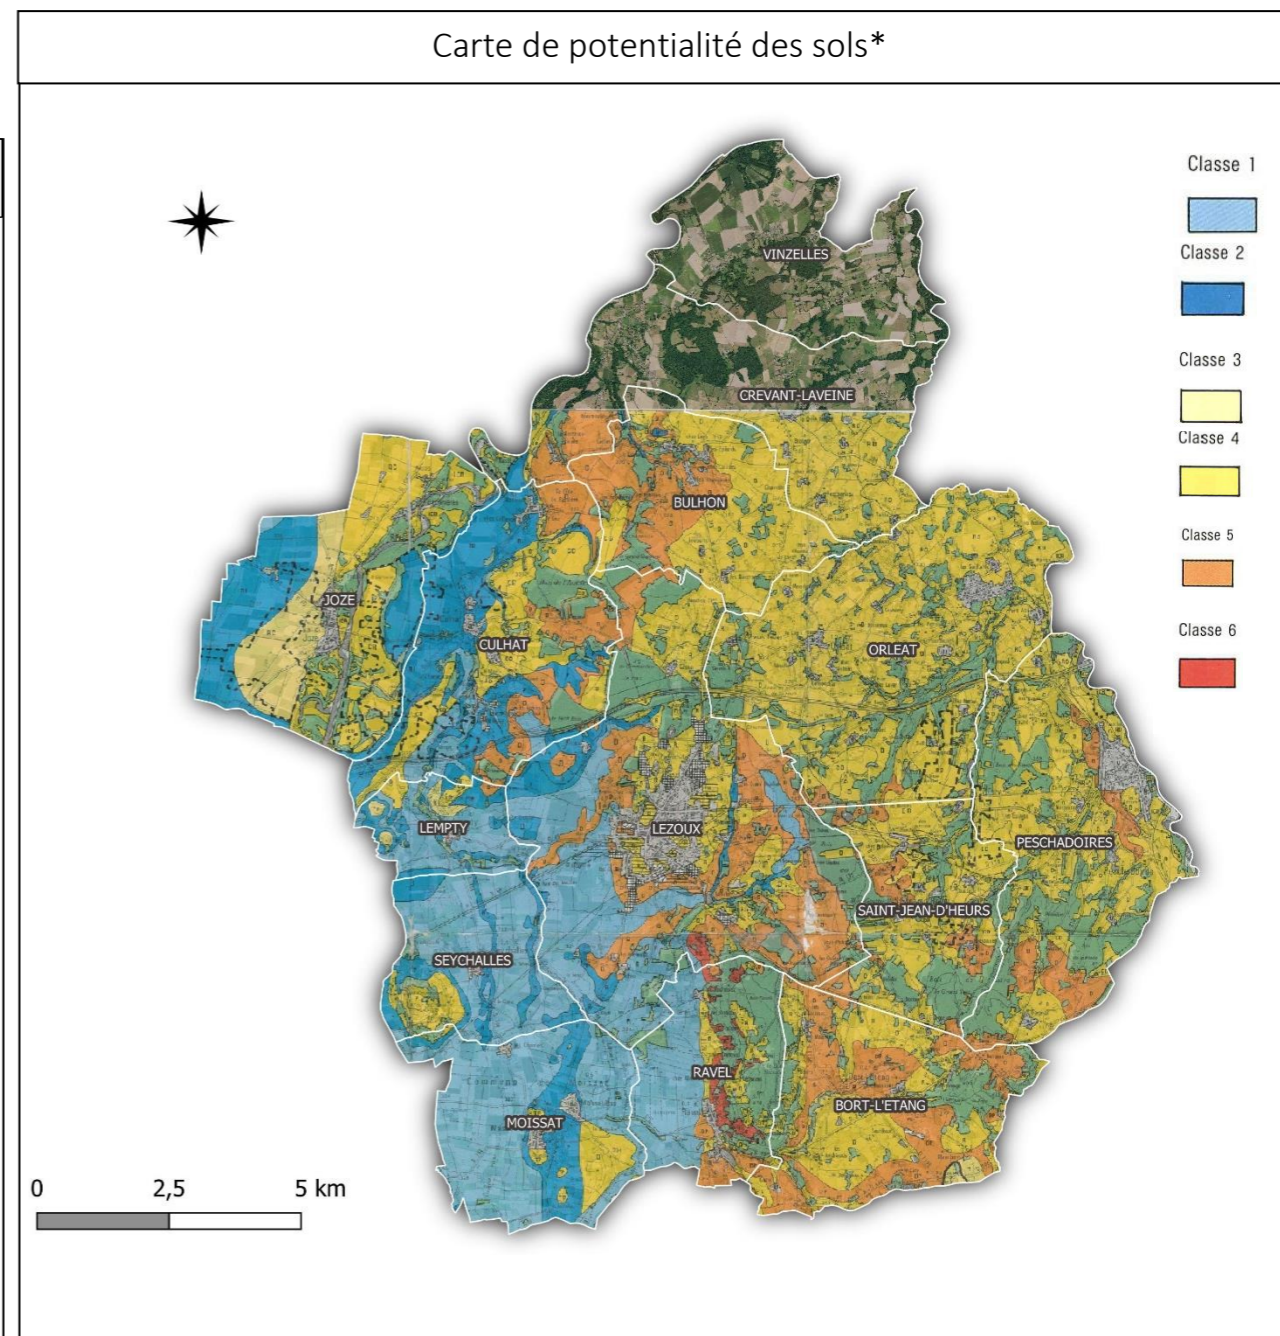 Carte de potentialité des sols*
Classe 1
Classe 2
Classe 3
Classe 4
Classe 5
Classe 6
VINZELLES
CREVANT-LAVEINE
BULHON
JOZE
CULHAT
ORLEAT
LEMPTY
LEZOUX
PESCHADOIRES
SAINT-JEAN-D'HEURS
SEYCHALLES
RAVEL
BORT-L'ETANG
MOISSAT
0 2,5 5 km